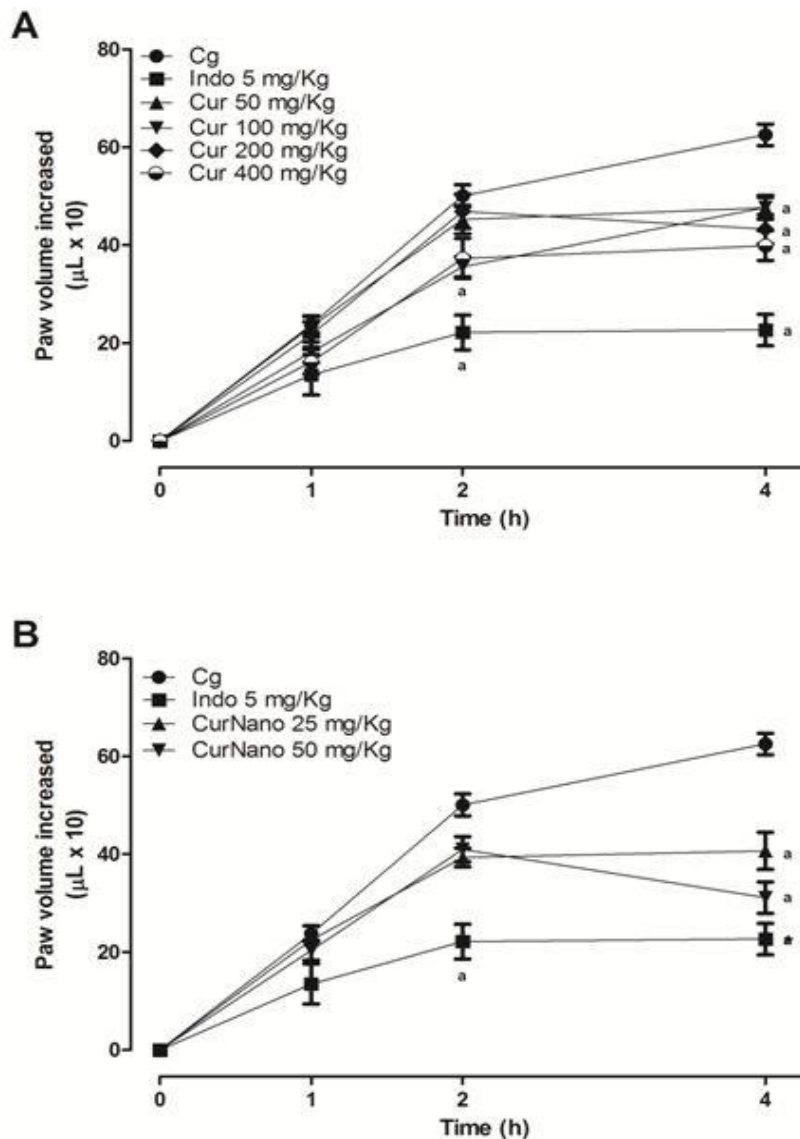 A
80
60
40
20
0
Paw volume increased
(µL x 10)
Cg
Indo 5 mg/Kg
Cur 50 mg/Kg
Cur 100 mg/Kg
Cur 200 mg/Kg
Cur 400 mg/Kg
a
a
a
a
a
a
0 1 2 4
Time (h)
B
80
60
40
20
0
Paw volume increased
(µL x 10)
Cg
Indo 5 mg/Kg
CurNano 25 mg/Kg
CurNano 50 mg/Kg
a
a
a
0 1 2 4
Time (h)